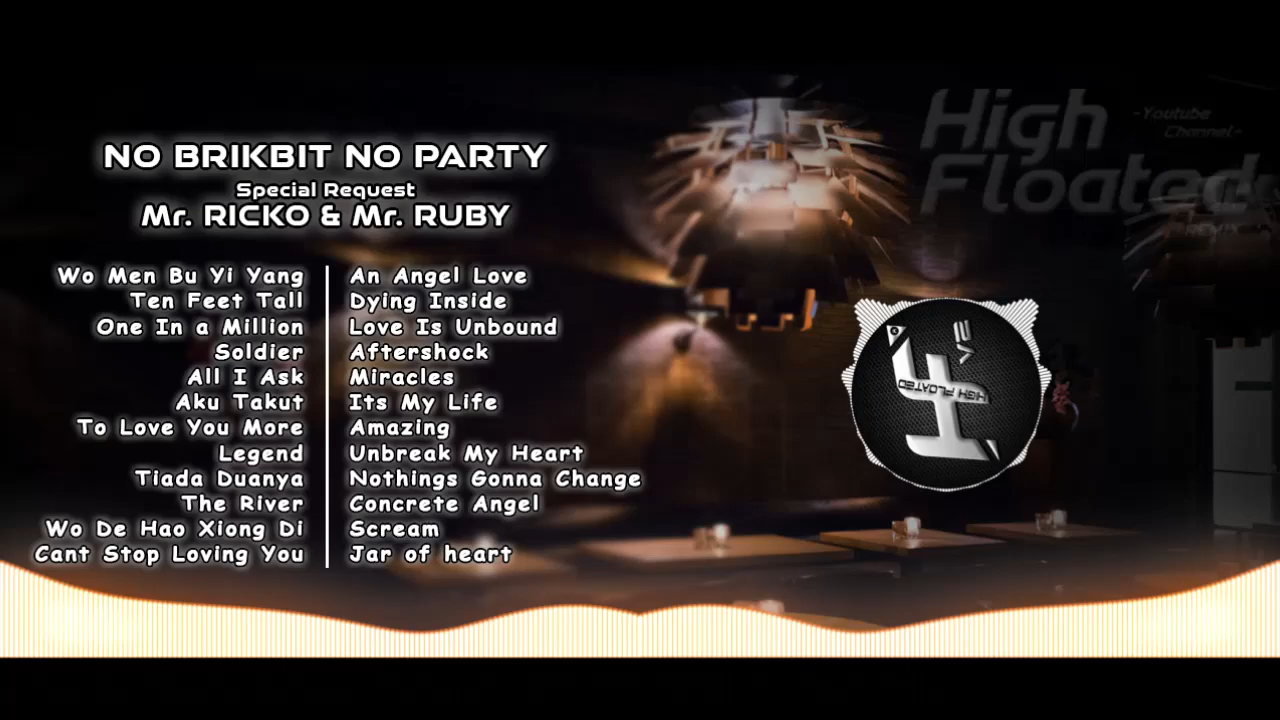 NO BRIKBIT NO PARTY
Special Request
Mr. RICKO & Mr. RUBY
Wo Men Bu Yi Yang
Ten Feet Tall
One In a Million
Soldier
All I Ask
Aku Takut
To Love You More
Legend
Tiada Duanya
The River
Wo De Hao Xiong Di
Cant Stop Loving You
An Angel Love
Dying Inside
Love Is Unbound
Aftershock
Miracles
Its My Life
Amazing
Unbreak My Heart
Nothings Gonna Change
Concrete Angel
Scream
Jar of heart
High
Floated
-Youtube
Channel-
HIGH FLOATED